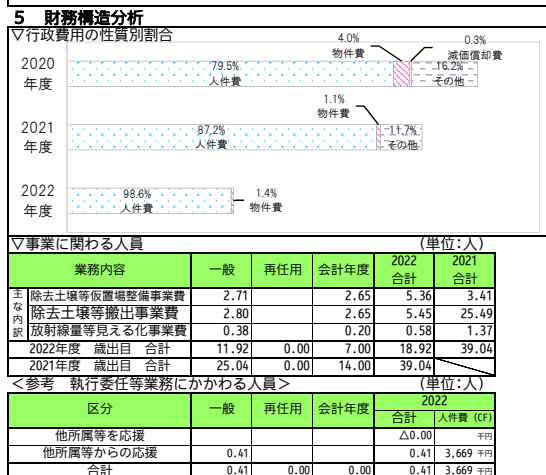 5 財務構造分析
▽行政費用の性質別割合
4.0%
物件費
0.3%
減価償却費
2020
年度
79.5%
人件費
16.2%
その他
1.1%
物件費
2021
年度
87.2%
人件費
11.7%
その他
2022
年度
98.6%
人件費
1.4%
物件費
▽事業に関わる人員 (単位:人)
業務内容 一般 再任用 会計年度 2022 合計 2021 合計
主な内訳
除去土壌等仮置場整備事業費 2.71 2.65 5.36 3.41
除去土壌等搬出事業費 2.80 2.65 5.45 25.49
放射線量等見える化事業費 0.38 0.20 0.58 1.37
2022年度 歳出目 合計 11.92 0.00 7.00 18.92 39.04
2021年度 歳出目 合計 25.04 0.00 14.00 39.04
<参考 執行委任等業務にかかわる人員> (単位:人)
区分 一般 再任用 会計年度 2022
合計 人件費 (CF)
他所属等を応援 △0.00 千円
他所属等からの応援 0.41 0.41 3,669 千円
合計 0.41 0.00 0.00 0.41 3,669 千円